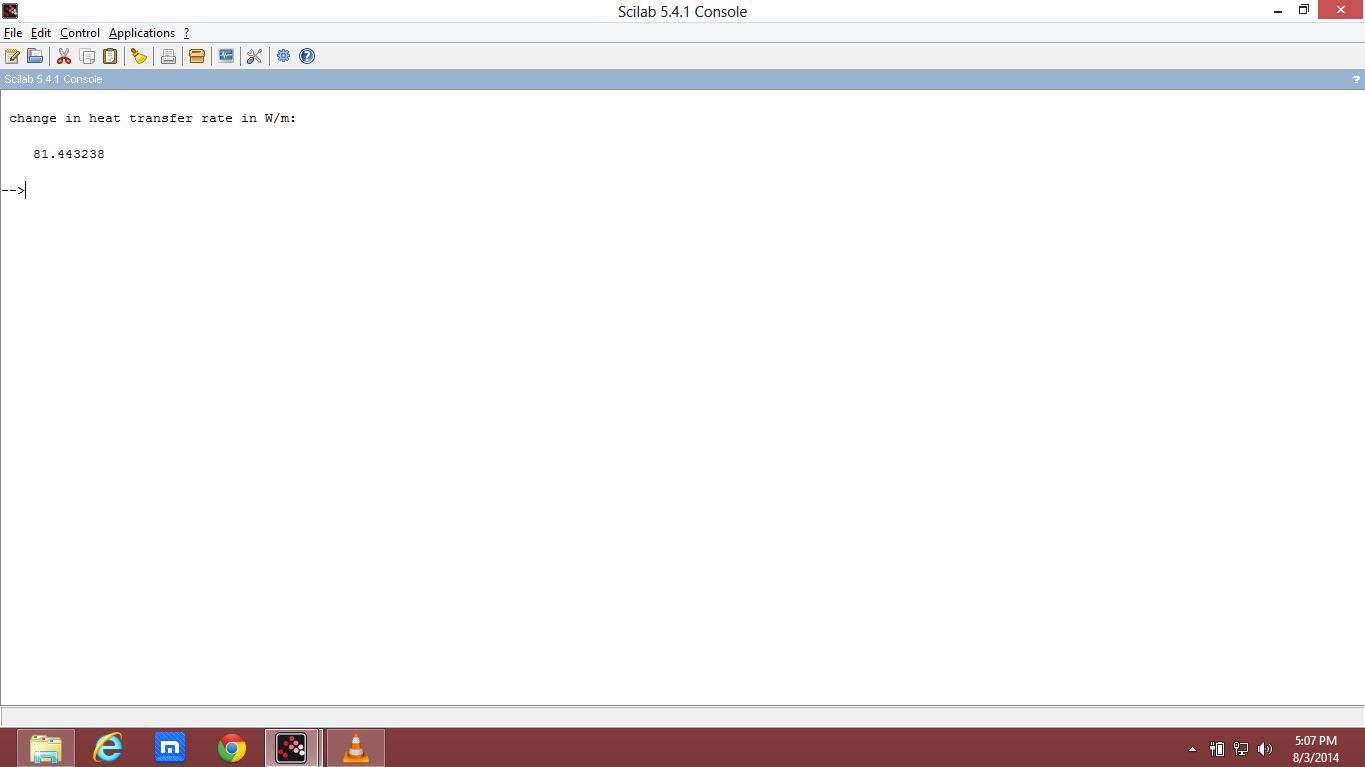 Scilab 5.4.1 Console
File Edit Control Applications ?
Scilab 5.4.1 Console ?
change in heat transfer rate in W/m:
81.443238
-->
5:07 PM
8/3/2014